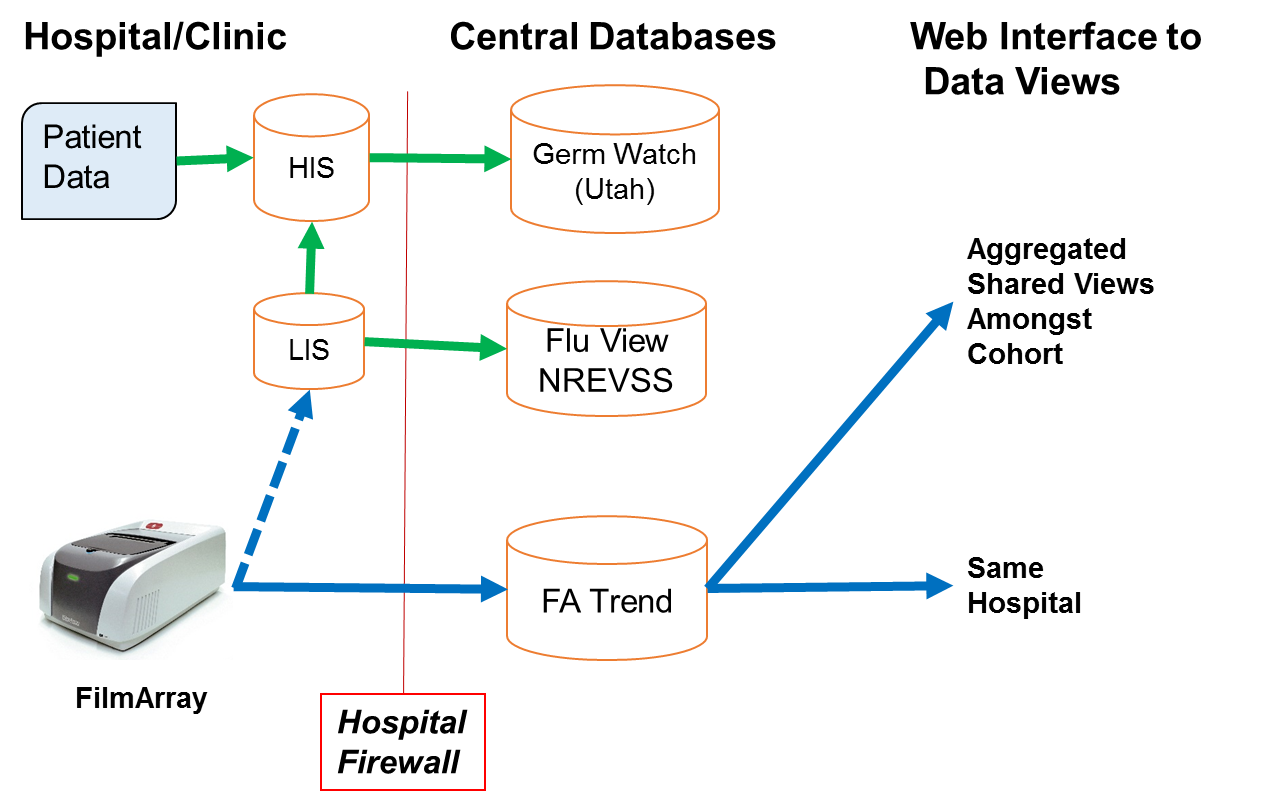 Hospital/Clinic
Central Databases
Web Interface to
Data Views
Patient
Data
HIS
Germ Watch
(Utah)
LIS
Flu View
NREVSS
Aggregated
Shared Views
Amongst
Cohort
FA Trend
Same
Hospital
FilmArray
Hospital
Firewall